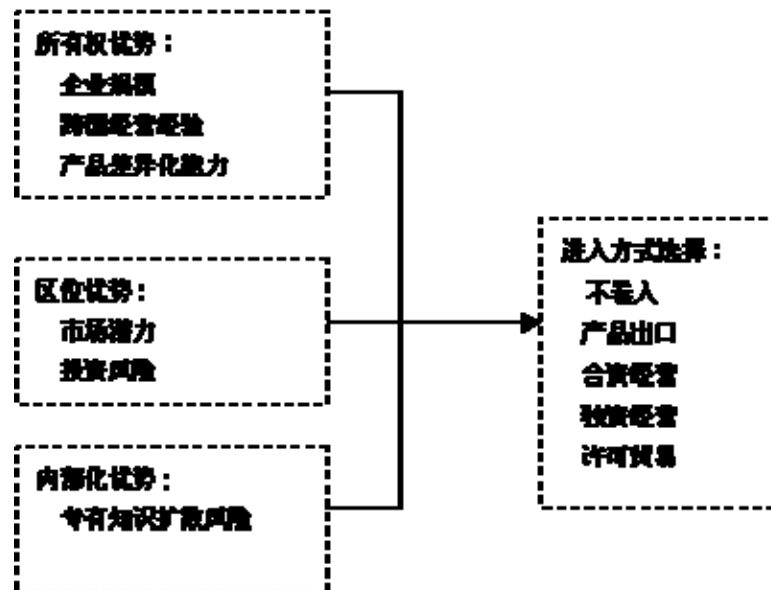 所有权优势：
企业规模
跨国经营经验
产品差异化能力
区位优势：
市场潜力
投资风险
内部化优势：
专有知识扩散风险
进入方式选择：
产品出口
合资经营
独资经营
许可贸易